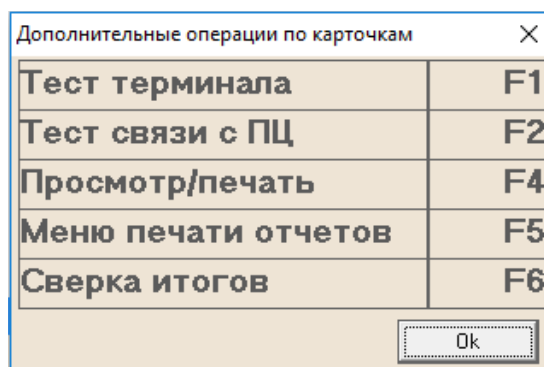 Дополнительные операции по карточкам
Тест терминала F1
Тест связи с ПЦ F2
Просмотр/печать F4
Меню печати отчетов F5
Сверка итогов F6
Ok